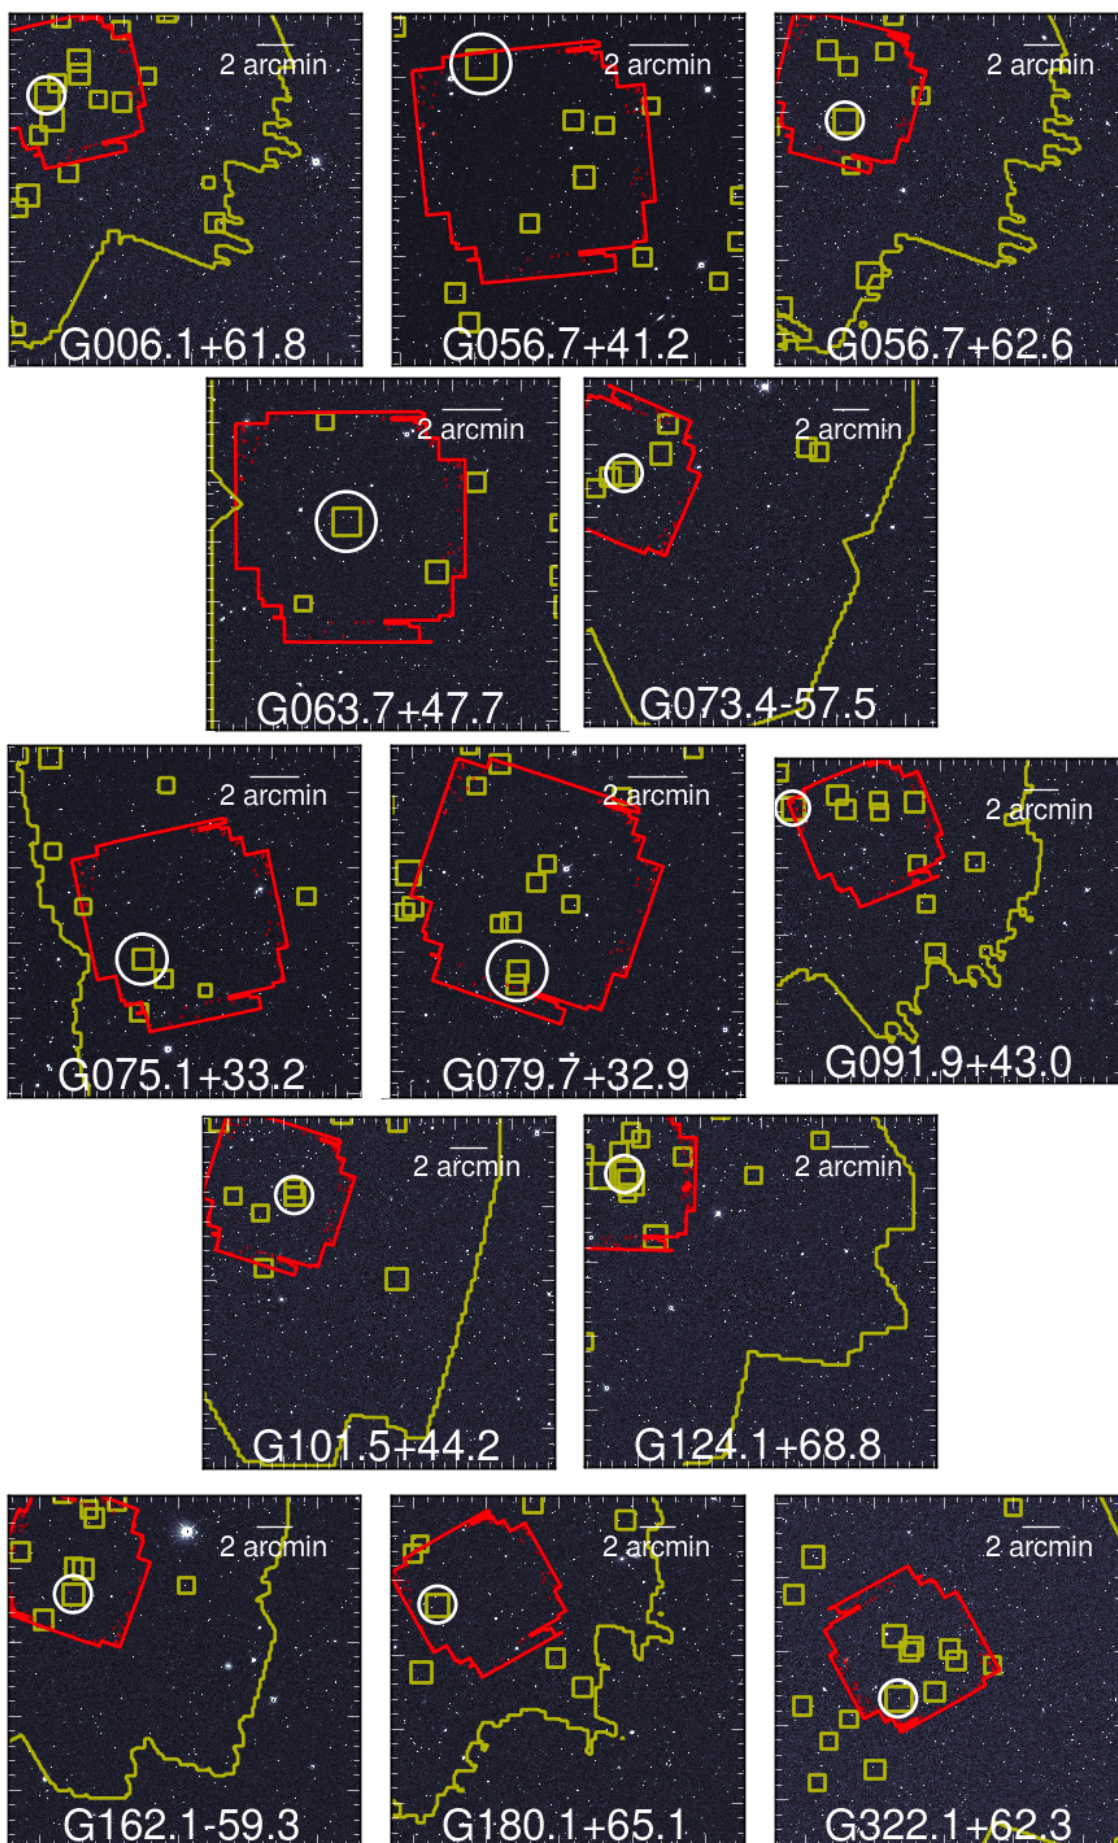 2 arcmin
G006.1+61.8
2 arcmin
G056.7+41.2
2 arcmin
G056.7+62.6
2 arcmin
G063.7+47.7
2 arcmin
G073.4-57.5
2 arcmin
G075.1+33.2
2 arcmin
G079.7+32.9
2 arcmin
G091.9+43.0
2 arcmin
G101.5+44.2
2 arcmin
G124.1+68.8
2 arcmin
G162.1-59.3
2 arcmin
G180.1+65.1
2 arcmin
G322.1+62.3